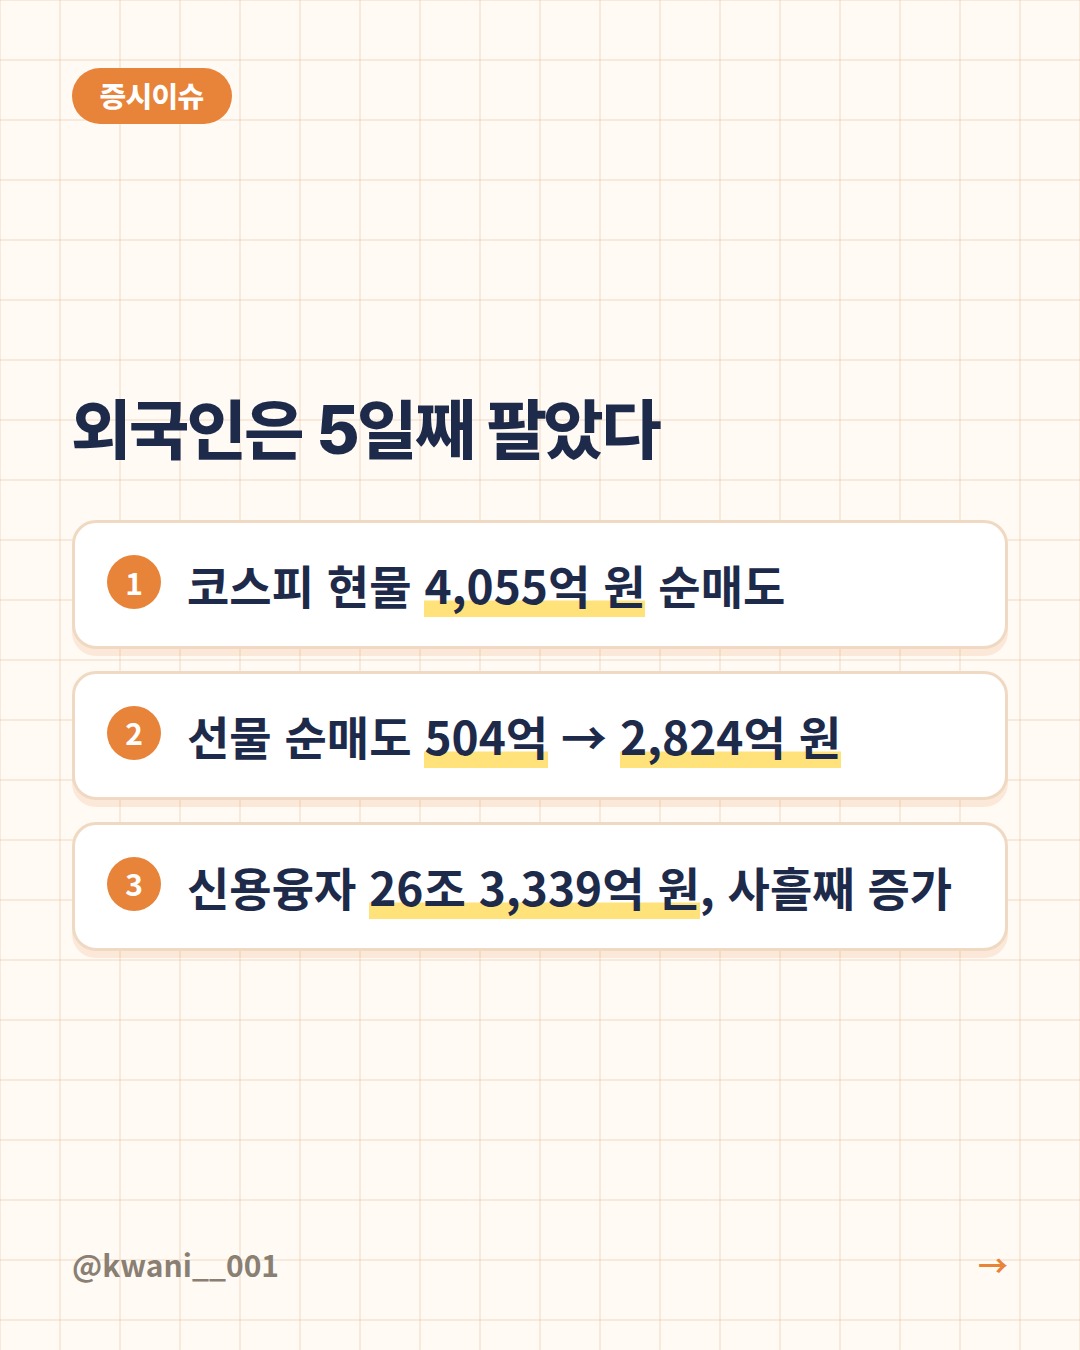 증시이슈
외국인은 5일째 팔았다
1 코스피 현물 4,055억 원 순매도
2 선물 순매도 504억 → 2,824억 원
3 신용융자 26조 3,339억 원, 사흘째 증가
@kwani__001 →